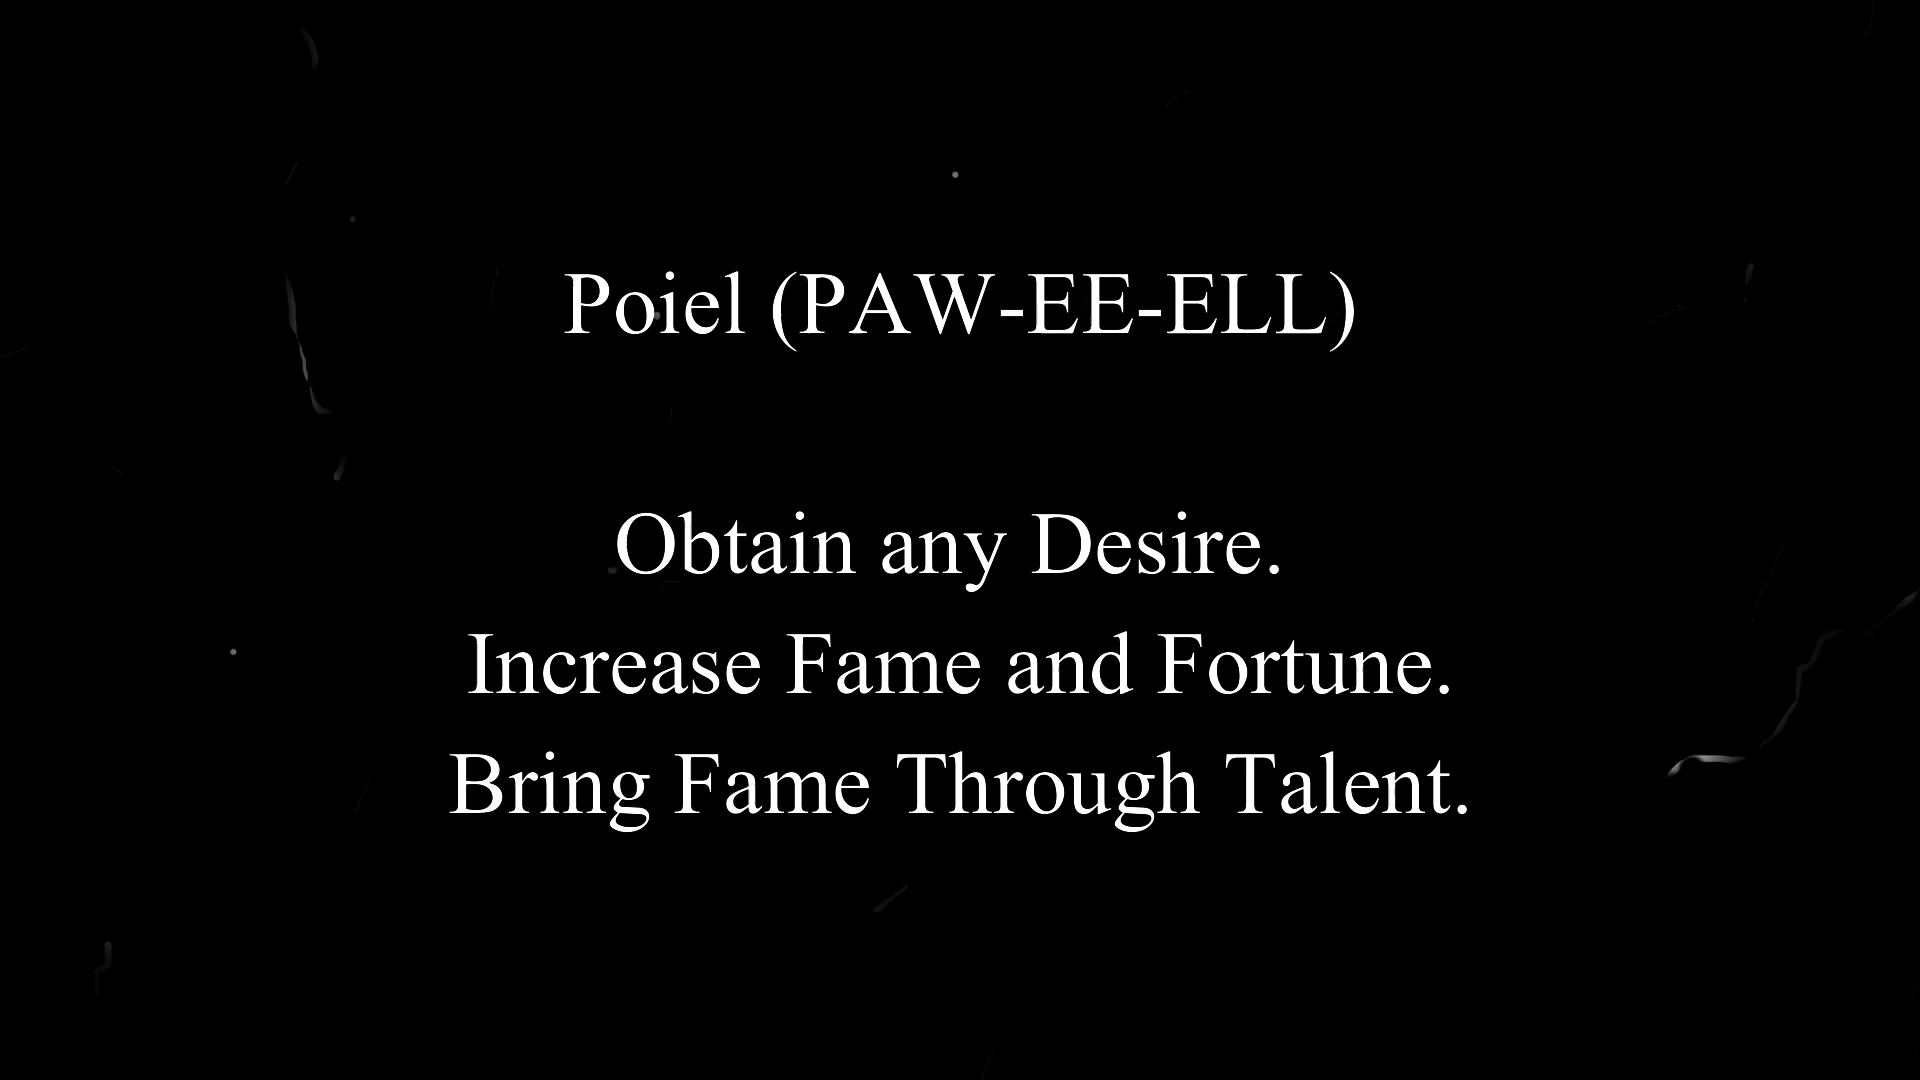 Poiel (PAW-EE-ELL)
Obtain any Desire.
Increase Fame and Fortune.
Bring Fame Through Talent.